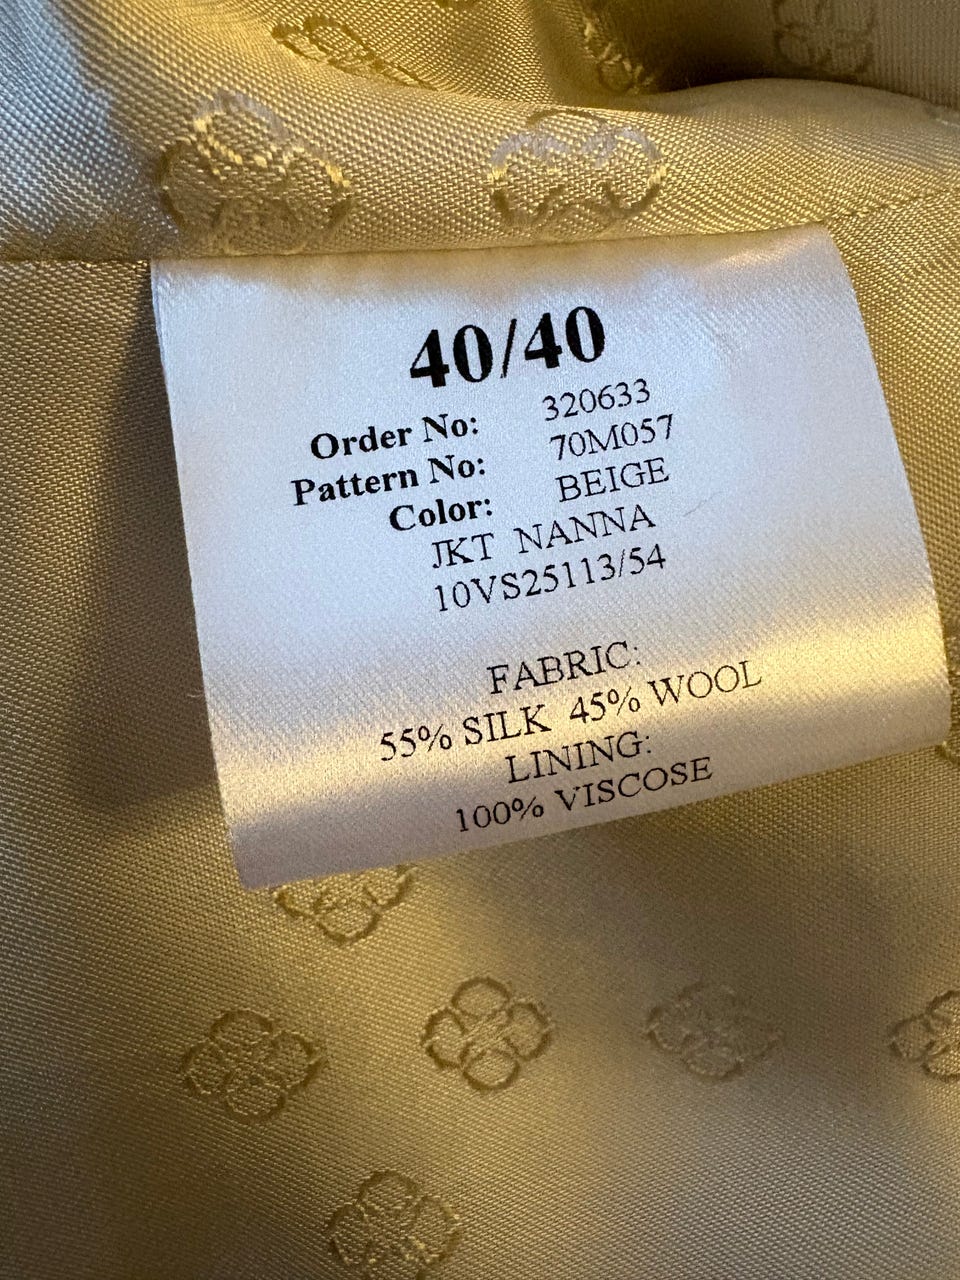 40/40
Order No: 320633
Pattern No: 70M057
Color: BEIGE
JKT NANNA
10VS25113/54
FABRIC:
55% SILK 45% WOOL
LINING:
100% VISCOSE